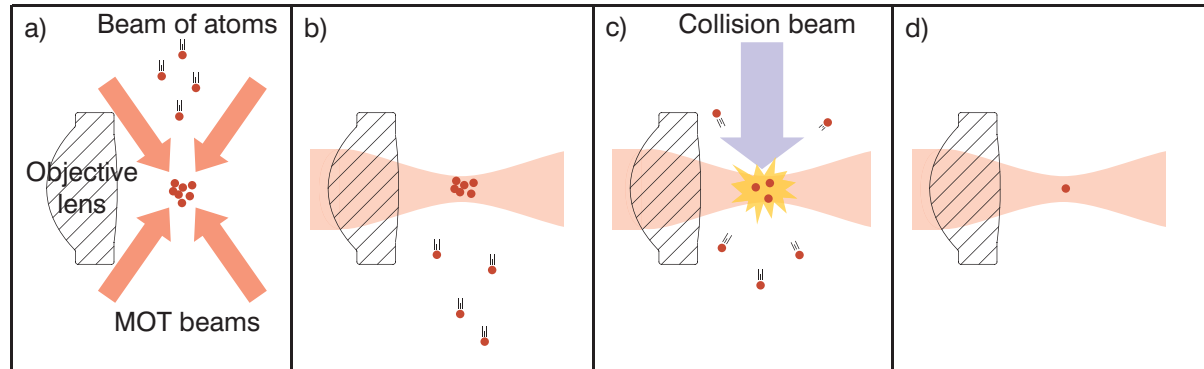 a)
Beam of atoms
Objective
lens
MOT beams
b)
c)
Collision beam
d)